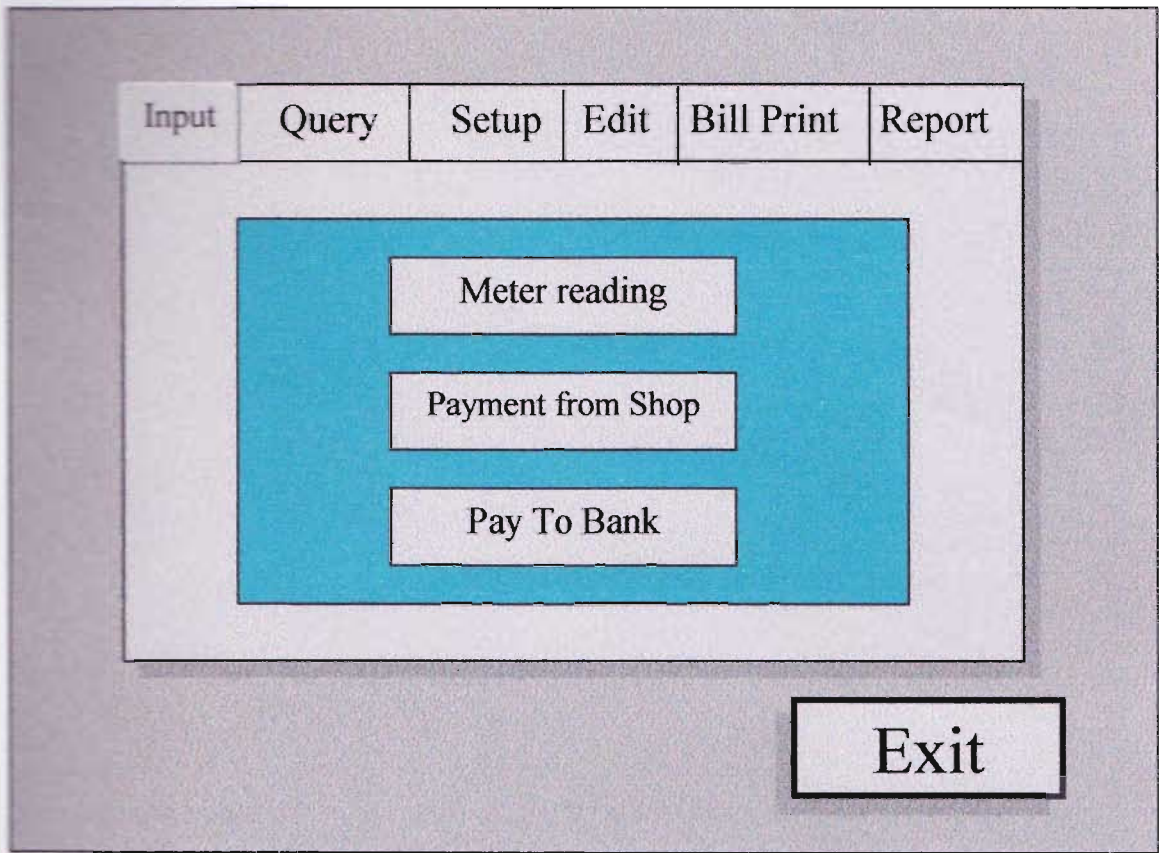 Input Query Setup Edit Bill Print Report
Meter reading
Payment from Shop
Pay To Bank
Exit